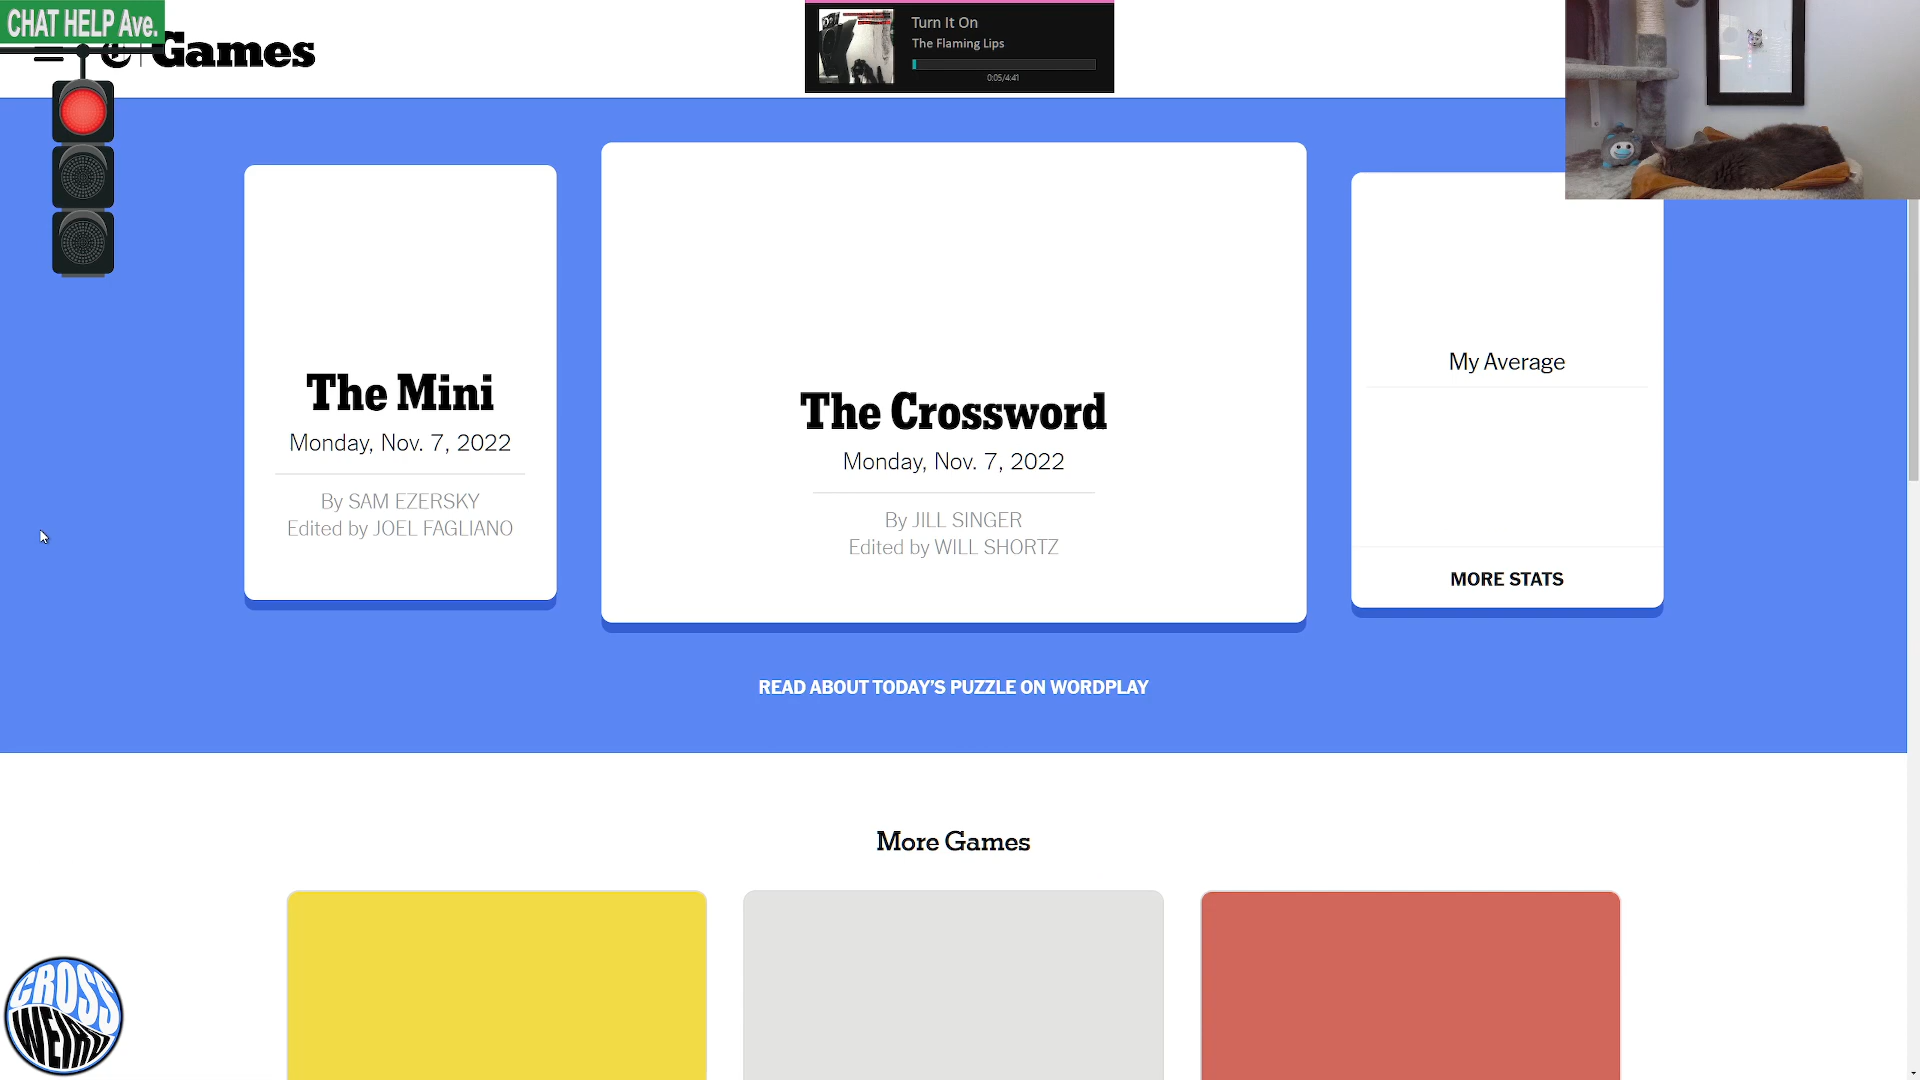 CHAT HELP Ave.
Games
Turn It On
The Flaming Lips
0:05/4:41
The Mini
Monday, Nov. 7, 2022
By SAM EZERSKY
Edited by JOEL FAGLIANO
The Crossword
Monday, Nov. 7, 2022
By JILL SINGER
Edited by WILL SHORTZ
My Average
MORE STATS
READ ABOUT TODAY'S PUZZLE ON WORDPLAY
More Games
CROSS
WEIRD